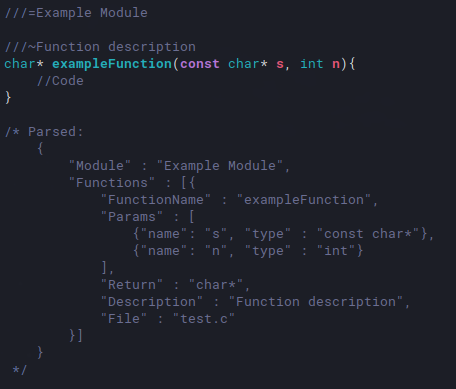 ///=Example Module
///~Function description
char* exampleFunction(const char* s, int n){
//Code
}
/* Parsed:
{
"Module" : "Example Module",
"Functions" : [{
"FunctionName" : "exampleFunction",
"Params" : [
{"name": "s", "type" : "const char*"},
{"name": "n", "type" : "int"}
],
"Return" : "char*",
"Description" : "Function description",
"File" : "test.c"
}]
}
*/